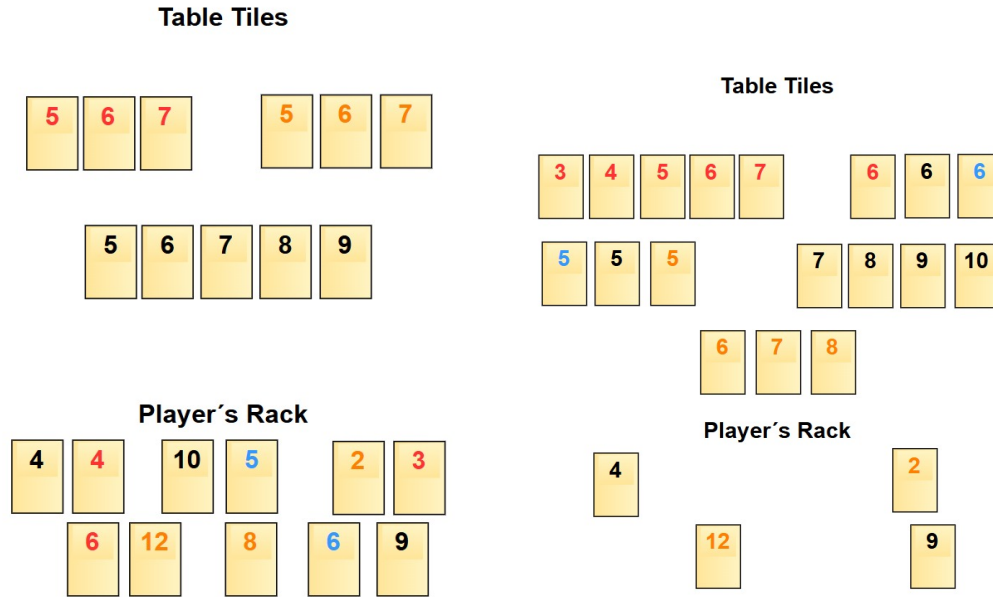 Table Tiles
5 6 7 5 6 7
5 6 7 8 9
Player´s Rack
4 4 10 5 2 3
6 12 8 6 9
Table Tiles
3 4 5 6 7 6 6 6
5 5 5 7 8 9 10
6 7 8
Player´s Rack
4 2
12 9